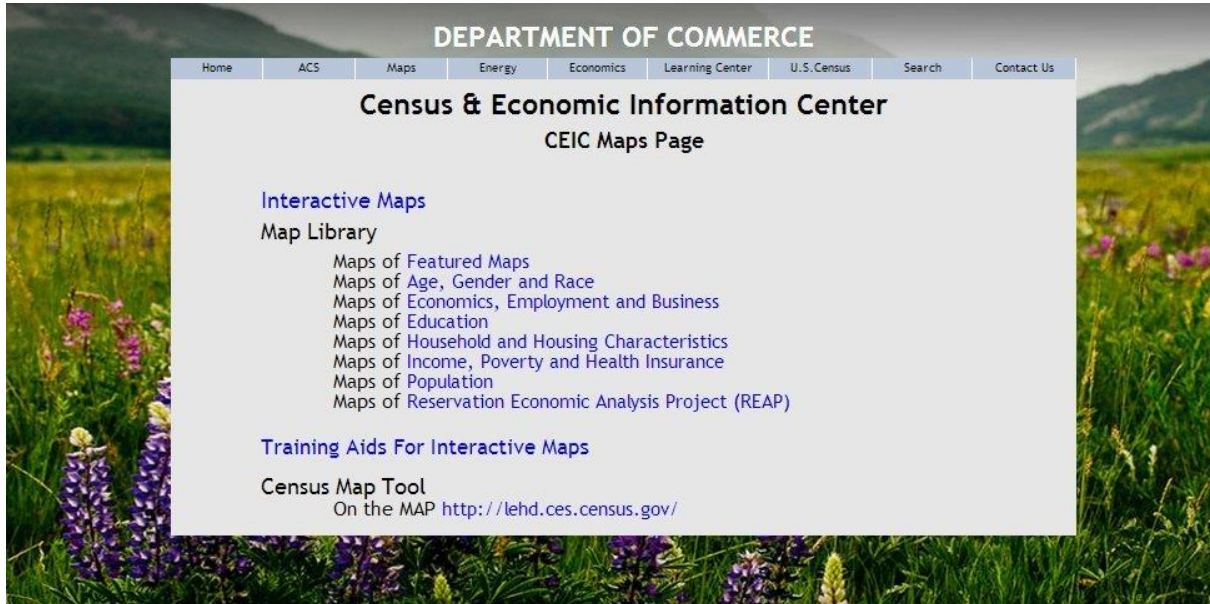 DEPARTMENT OF COMMERCE
Home ACS Maps Energy Economics Learning Center U.S.Census Search Contact Us
Census & Economic Information Center
CEIC Maps Page
Interactive Maps
Map Library
Maps of Featured Maps
Maps of Age, Gender and Race
Maps of Economics, Employment and Business
Maps of Education
Maps of Household and Housing Characteristics
Maps of Income, Poverty and Health Insurance
Maps of Population
Maps of Reservation Economic Analysis Project (REAP)
Training Aids For Interactive Maps
Census Map Tool
On the MAP http://lehd.ces.census.gov/